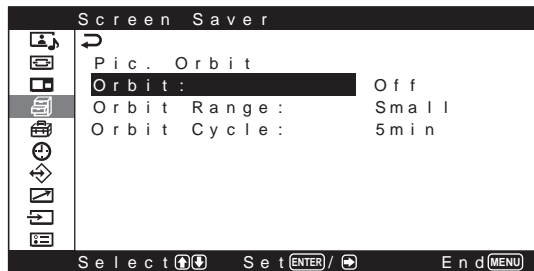 Screen Saver
Pic. Orbit
Orbit: Off
Orbit Range: Small
Orbit Cycle: 5min
Select Set ENTER / End MENU